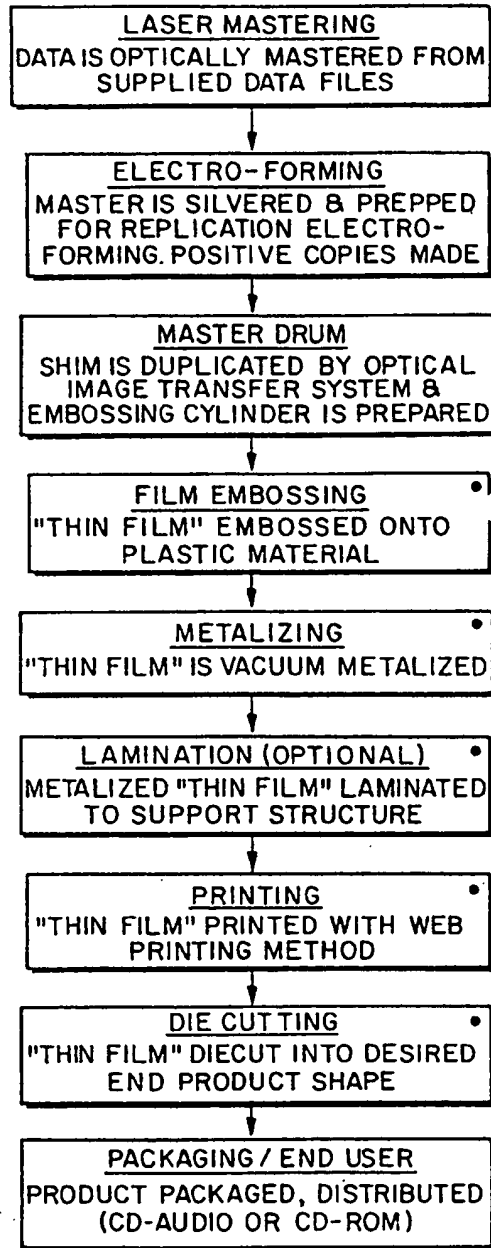 LASER MASTERING
DATA IS OPTICALLY MASTERED FROM
SUPPLIED DATA FILES
ELECTRO-FORMING
MASTER IS SILVERED & PREPPED
FOR REPLICATION ELECTRO-
FORMING. POSITIVE COPIES MADE
MASTER DRUM
SHIM IS DUPLICATED BY OPTICAL
IMAGE TRANSFER SYSTEM &
EMBOSSING CYLINDER IS PREPARED
FILM EMBOSSING
"THIN FILM" EMBOSSED ONTO
PLASTIC MATERIAL
METALIZING
"THIN FILM" IS VACUUM METALIZED
LAMINATION (OPTIONAL)
METALIZED "THIN FILM" LAMINATED
TO SUPPORT STRUCTURE
PRINTING
"THIN FILM" PRINTED WITH WEB
PRINTING METHOD
DIE CUTTING
"THIN FILM" DIECUT INTO DESIRED
END PRODUCT SHAPE
PACKAGING / END USER
PRODUCT PACKAGED, DISTRIBUTED
(CD-AUDIO OR CD-ROM)